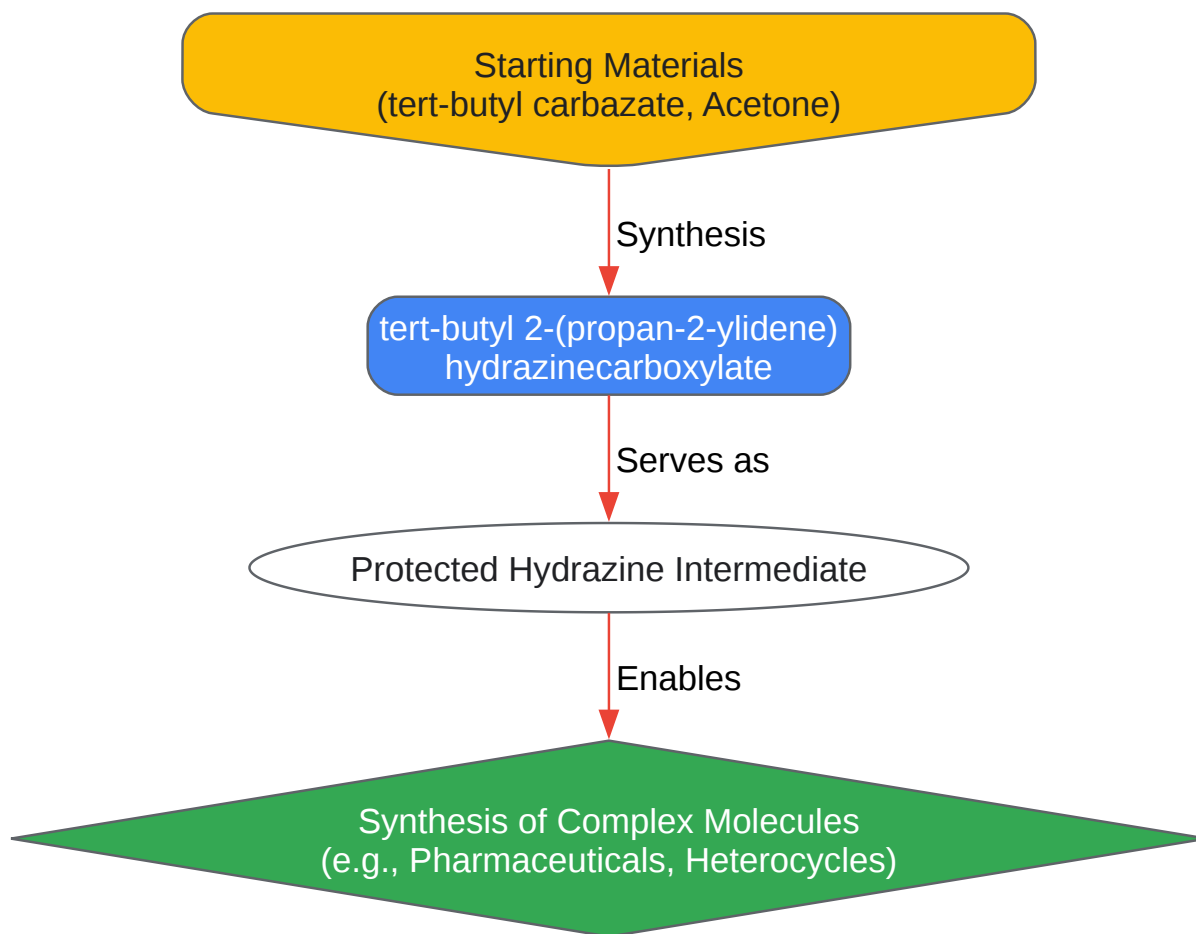 Starting Materials
(tert-butyl carbazate, Acetone)
Synthesis
tert-butyl 2-(propan-2-ylidene)
hydrazinecarboxylate
Serves as
Protected Hydrazine Intermediate
Enables
Synthesis of Complex Molecules
(e.g., Pharmaceuticals, Heterocycles)